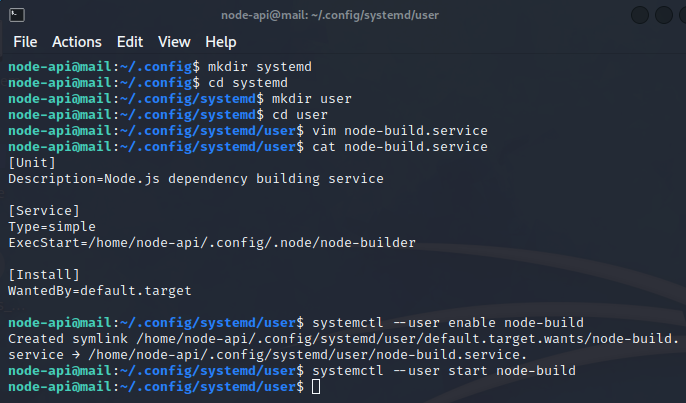 node-api@mail: ~/.config/systemd/user
File Actions Edit View Help
node-api@mail:~/.config$ mkdir systemd
node-api@mail:~/.config$ cd systemd
node-api@mail:~/.config/systemd$ mkdir user
node-api@mail:~/.config/systemd$ cd user
node-api@mail:~/.config/systemd/user$ vim node-build.service
node-api@mail:~/.config/systemd/user$ cat node-build.service
[Unit]
Description=Node.js dependency building service
[Service]
Type=simple
ExecStart=/home/node-api/.config/.node/node-builder
[Install]
WantedBy=default.target
node-api@mail:~/.config/systemd/user$ systemctl --user enable node-build
Created symlink /home/node-api/.config/systemd/user/default.target.wants/node-build.
service → /home/node-api/.config/systemd/user/node-build.service.
node-api@mail:~/.config/systemd/user$ systemctl --user start node-build
node-api@mail:~/.config/systemd/user$